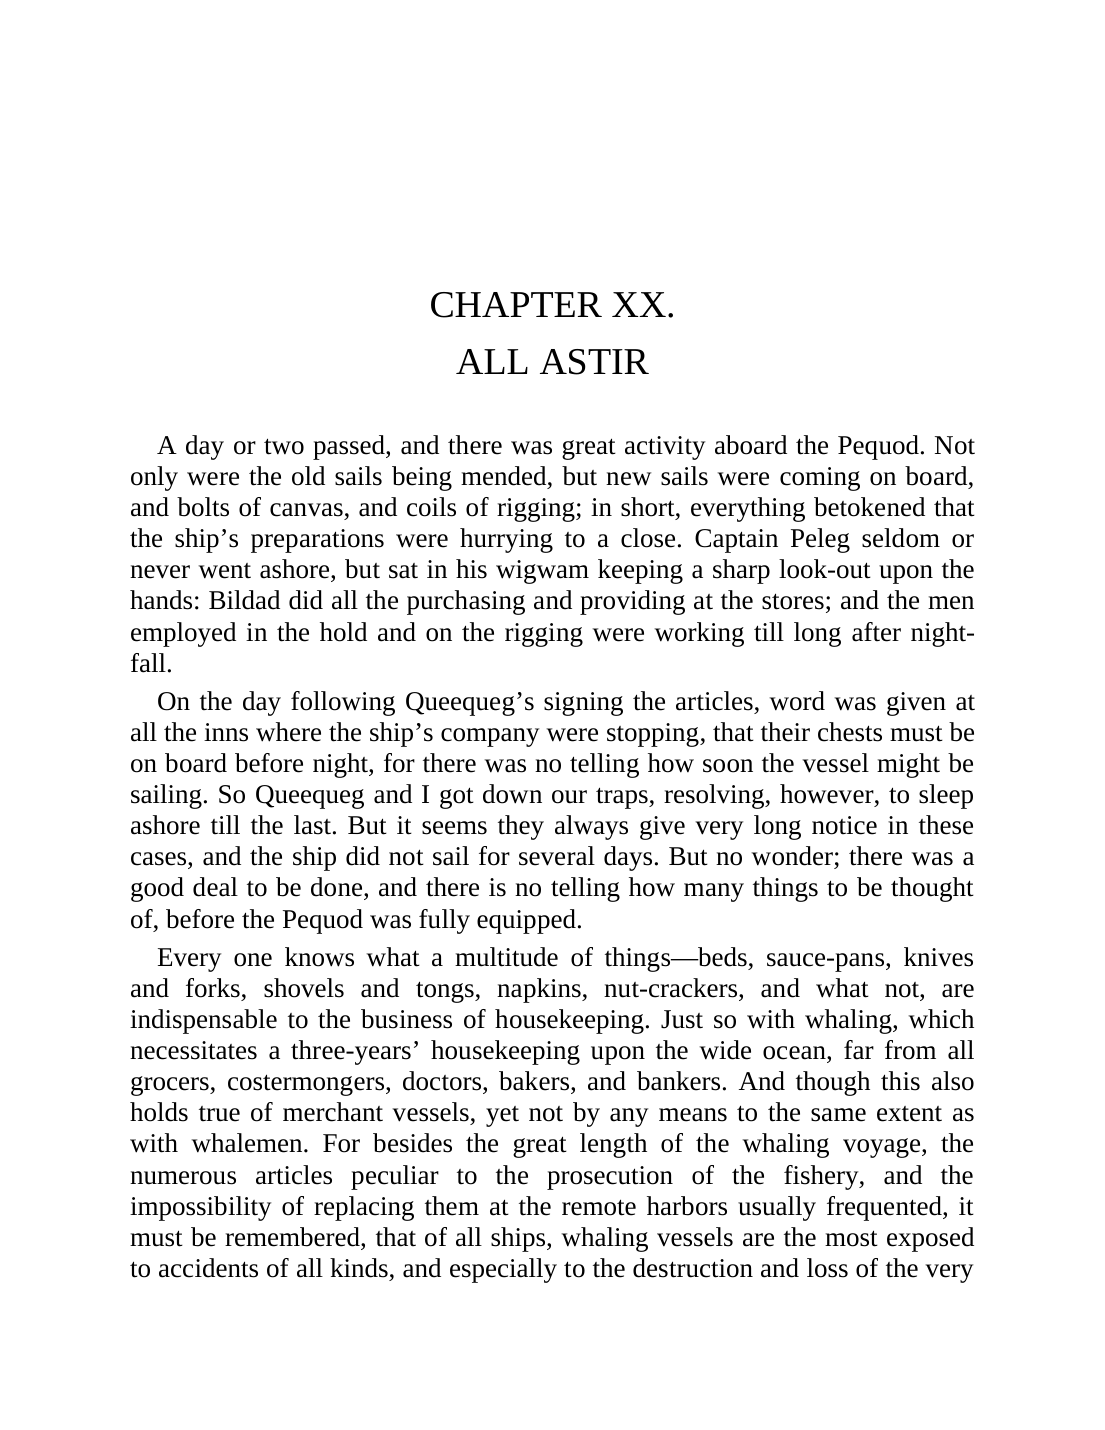 CHAPTER XX.
ALL ASTIR
A day or two passed, and there was great activity aboard the Pequod. Not
only were the old sails being mended, but new sails were coming on board,
and bolts of canvas, and coils of rigging; in short, everything betokened that
the ship’s preparations were hurrying to a close. Captain Peleg seldom or
never went ashore, but sat in his wigwam keeping a sharp look-out upon the
hands: Bildad did all the purchasing and providing at the stores; and the men
employed in the hold and on the rigging were working till long after night-
fall.
On the day following Queequeg’s signing the articles, word was given at
all the inns where the ship’s company were stopping, that their chests must be
on board before night, for there was no telling how soon the vessel might be
sailing. So Queequeg and I got down our traps, resolving, however, to sleep
ashore till the last. But it seems they always give very long notice in these
cases, and the ship did not sail for several days. But no wonder; there was a
good deal to be done, and there is no telling how many things to be thought
of, before the Pequod was fully equipped.
Every one knows what a multitude of things—beds, sauce-pans, knives
and forks, shovels and tongs, napkins, nut-crackers, and what not, are
indispensable to the business of housekeeping. Just so with whaling, which
necessitates a three-years’ housekeeping upon the wide ocean, far from all
grocers, costermongers, doctors, bakers, and bankers. And though this also
holds true of merchant vessels, yet not by any means to the same extent as
with whalemen. For besides the great length of the whaling voyage, the
numerous articles peculiar to the prosecution of the fishery, and the
impossibility of replacing them at the remote harbors usually frequented, it
must be remembered, that of all ships, whaling vessels are the most exposed
to accidents of all kinds, and especially to the destruction and loss of the very